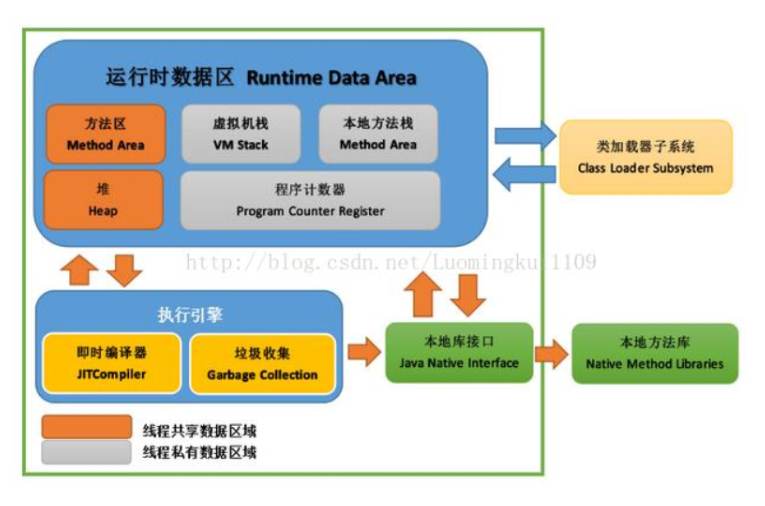 运行时数据区 Runtime Data Area
方法区
Method Area
虚拟机栈
VM Stack
本地方法栈
Method Area
堆
Heap
程序计数器
Program Counter Register
类加载器子系统
Class Loader Subsystem
http://blog.csdn.net/Luomingkui1109
执行引擎
即时编译器
JITCompiler
垃圾收集
Garbage Collection
本地库接口
Java Native Interface
本地方法库
Native Method Libraries
线程共享数据区域
线程私有数据区域